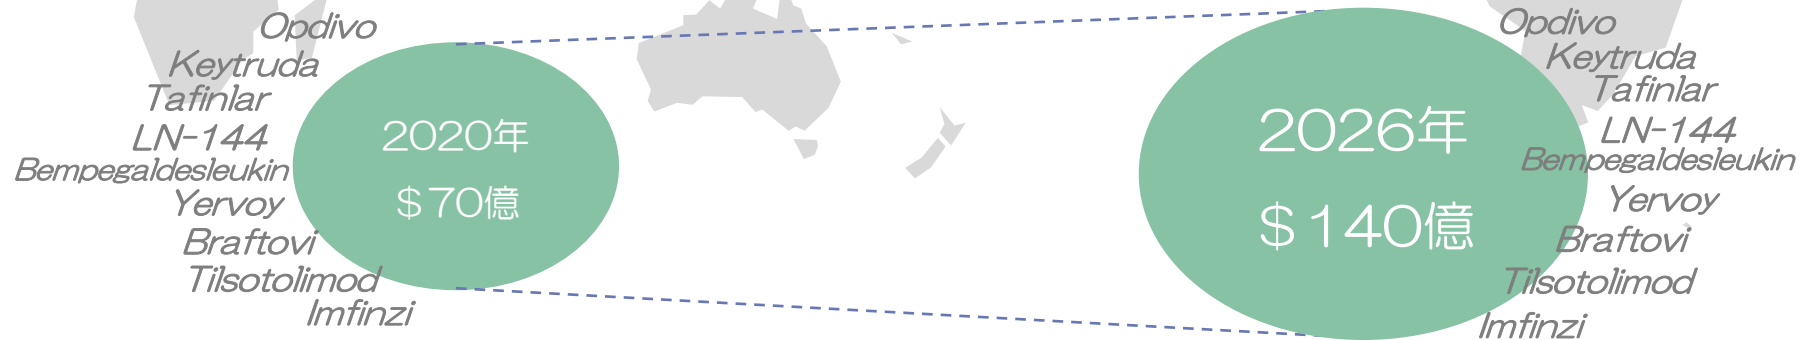 Opdivo
Keytruda
Tafinlar
LN-144
Bempegaldesleukin
Yervoy
Braftovi
Tilsotolimod
Imfinzi
2020年
$70億
2026年
$140億
Opdivo
Keytruda
Tafinlar
LN-144
Bempegaldesleukin
Yervoy
Braftovi
Tilsotolimod
Imfinzi